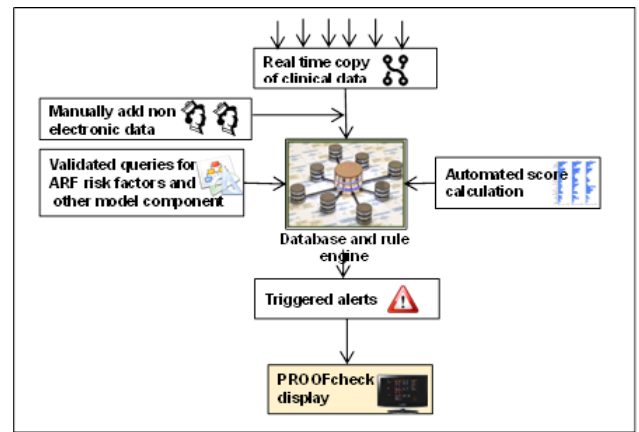 Real time copy
of clinical data
Manually add non
electronic data
Validated queries for
ARF risk factors and
other model component
Automated score
calculation
Database and rule
engine
Triggered alerts
PROOFcheck
display